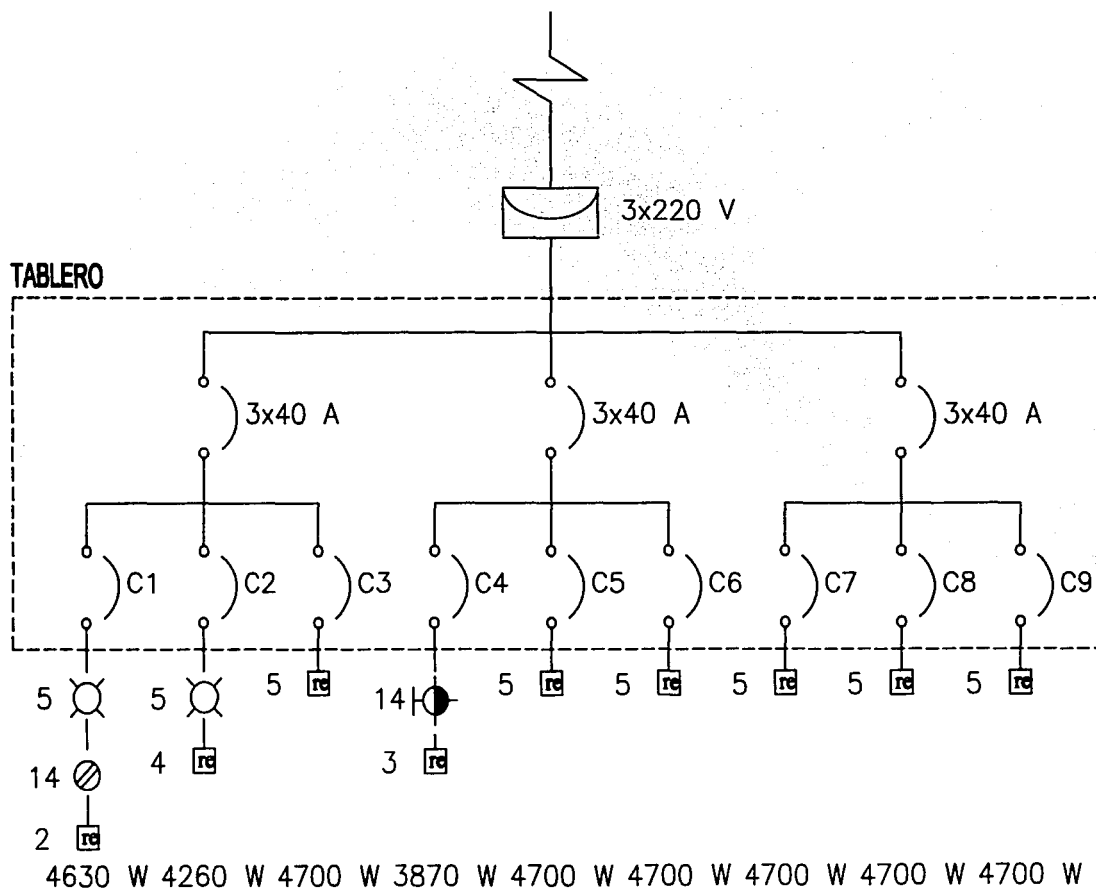 3x220 V
TABLERO
3x40 A 3x40 A 3x40 A
C1 C2 C3 C4 C5 C6 C7 C8 C9
5 5 5 re 14 5 re 5 re 5 re 5 re 5 re
14 4 re 3 re
2 re
4630 W 4260 W 4700 W 3870 W 4700 W 4700 W 4700 W 4700 W 4700 W